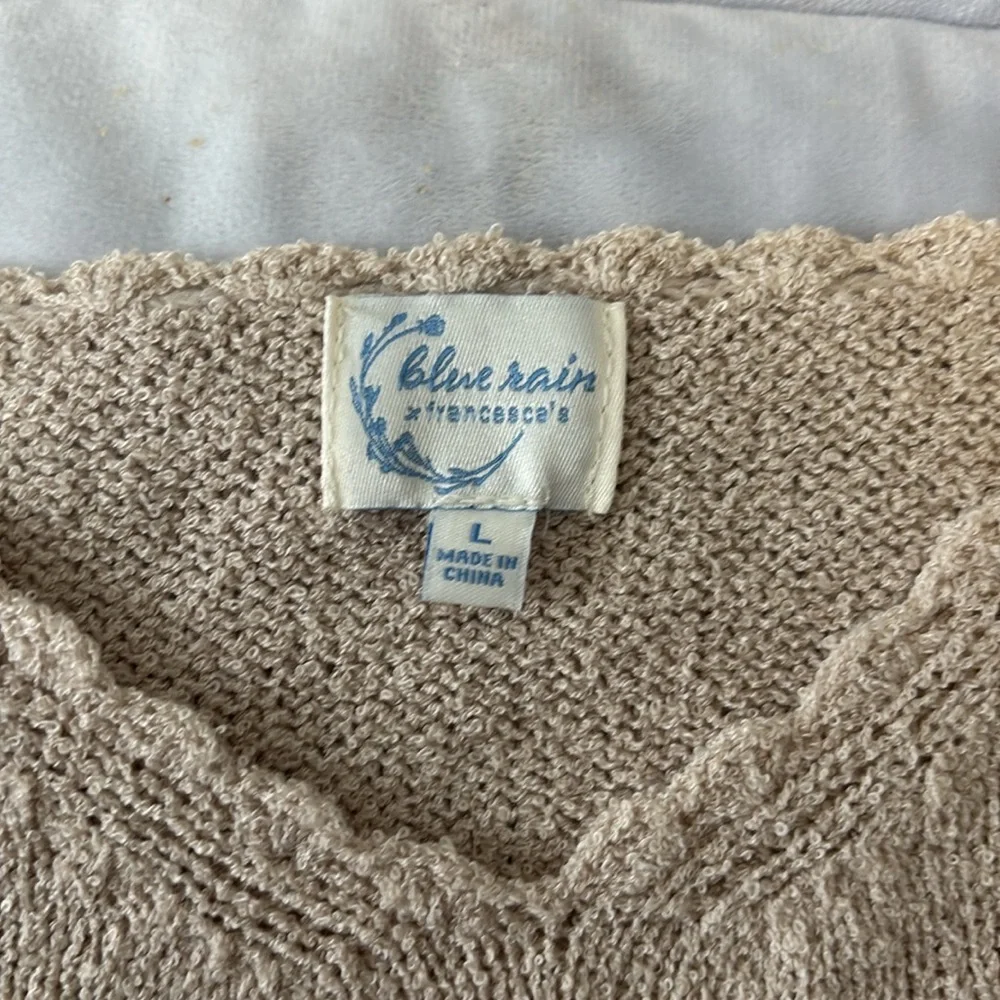 blue rain
x francesca's
L
MADE IN
CHINA